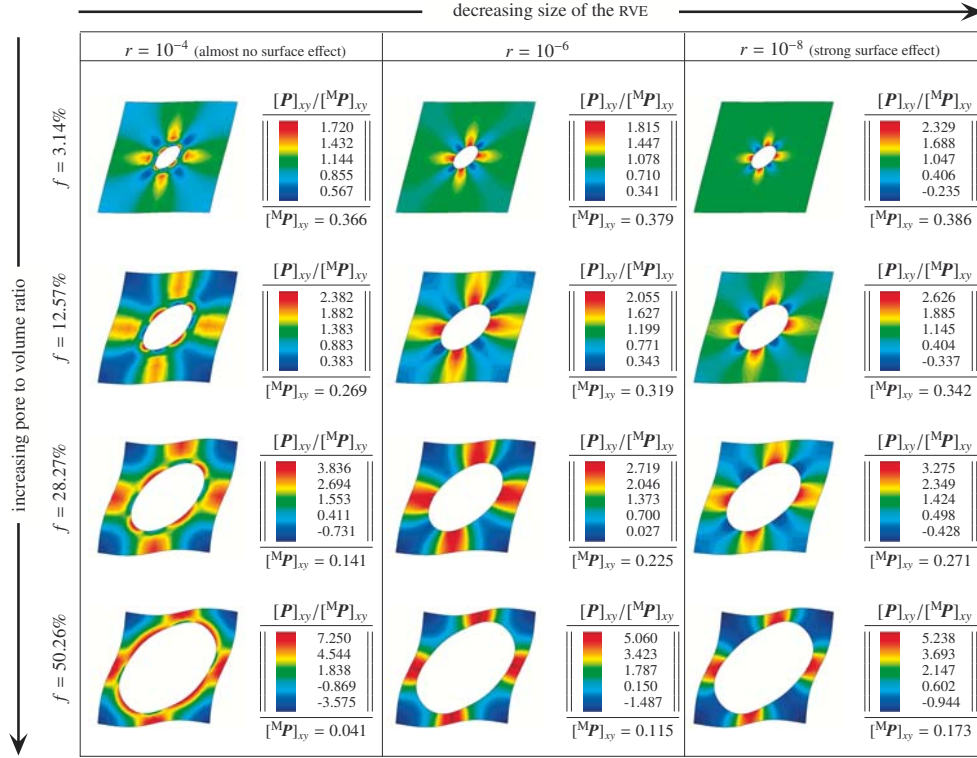 decreasing size of the RVE
r = 10⁻⁴ (almost no surface effect)
r = 10⁻⁶
r = 10⁻⁸ (strong surface effect)
increasing pore to volume ratio
f = 3.14%
[P]xy/[ᴹP]xy
1.720
1.432
1.144
0.855
0.567
[ᴹP]xy = 0.366
[P]xy/[ᴹP]xy
1.815
1.447
1.078
0.710
0.341
[ᴹP]xy = 0.379
[P]xy/[ᴹP]xy
2.329
1.688
1.047
0.406
-0.235
[ᴹP]xy = 0.386
f = 12.57%
[P]xy/[ᴹP]xy
2.382
1.882
1.383
0.883
0.383
[ᴹP]xy = 0.269
[P]xy/[ᴹP]xy
2.055
1.627
1.199
0.771
0.343
[ᴹP]xy = 0.319
[P]xy/[ᴹP]xy
2.626
1.885
1.145
0.404
-0.337
[ᴹP]xy = 0.342
f = 28.27%
[P]xy/[ᴹP]xy
3.836
2.694
1.553
0.411
-0.731
[ᴹP]xy = 0.141
[P]xy/[ᴹP]xy
2.719
2.046
1.373
0.700
0.027
[ᴹP]xy = 0.225
[P]xy/[ᴹP]xy
3.275
2.349
1.424
0.498
-0.428
[ᴹP]xy = 0.271
f = 50.26%
[P]xy/[ᴹP]xy
7.250
4.544
1.838
-0.869
-3.575
[ᴹP]xy = 0.041
[P]xy/[ᴹP]xy
5.060
3.423
1.787
0.150
-1.487
[ᴹP]xy = 0.115
[P]xy/[ᴹP]xy
5.238
3.693
2.147
0.602
-0.944
[ᴹP]xy = 0.173